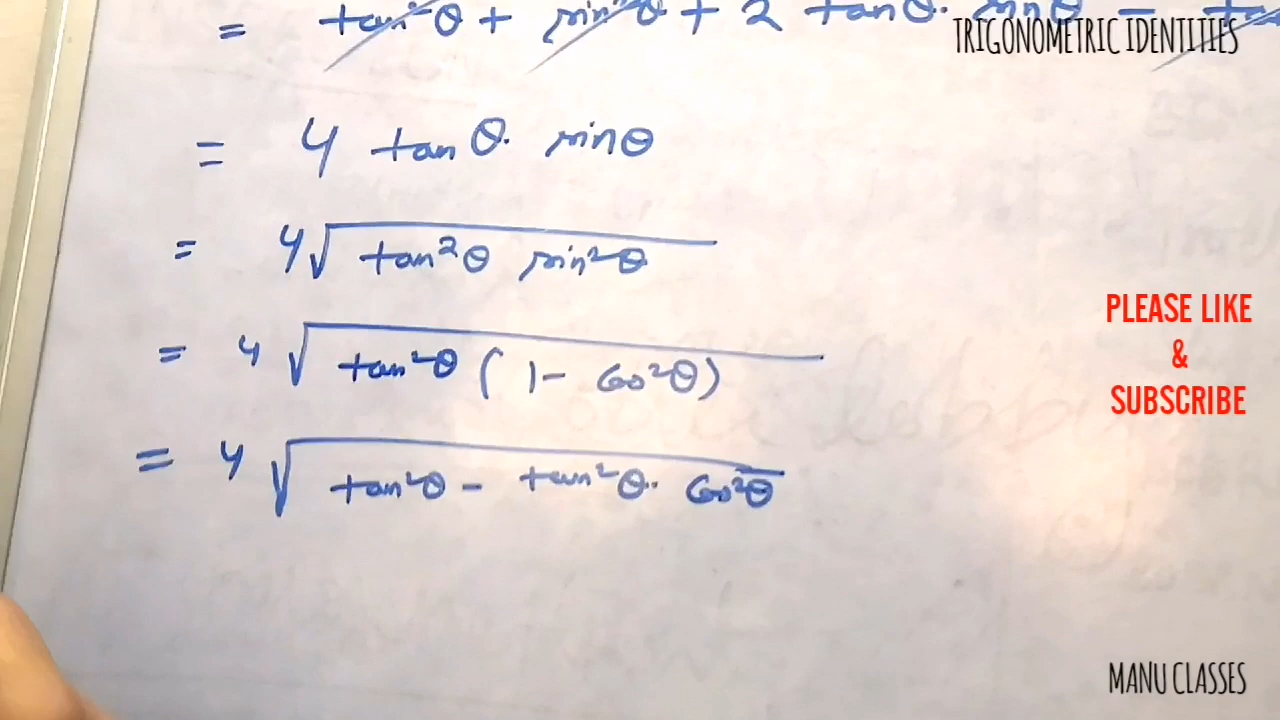 = tan²θ + sin²θ + 2 tanθ. sinθ -
TRIGONOMETRIC IDENTITIES
= 4 tanθ. sinθ
= 4√tan²θ sin²θ
= 4√tan²θ (1 - Cos²θ)
= 4√tan²θ - tan²θ. Cos²θ
PLEASE LIKE
&
SUBSCRIBE
MANU CLASSES